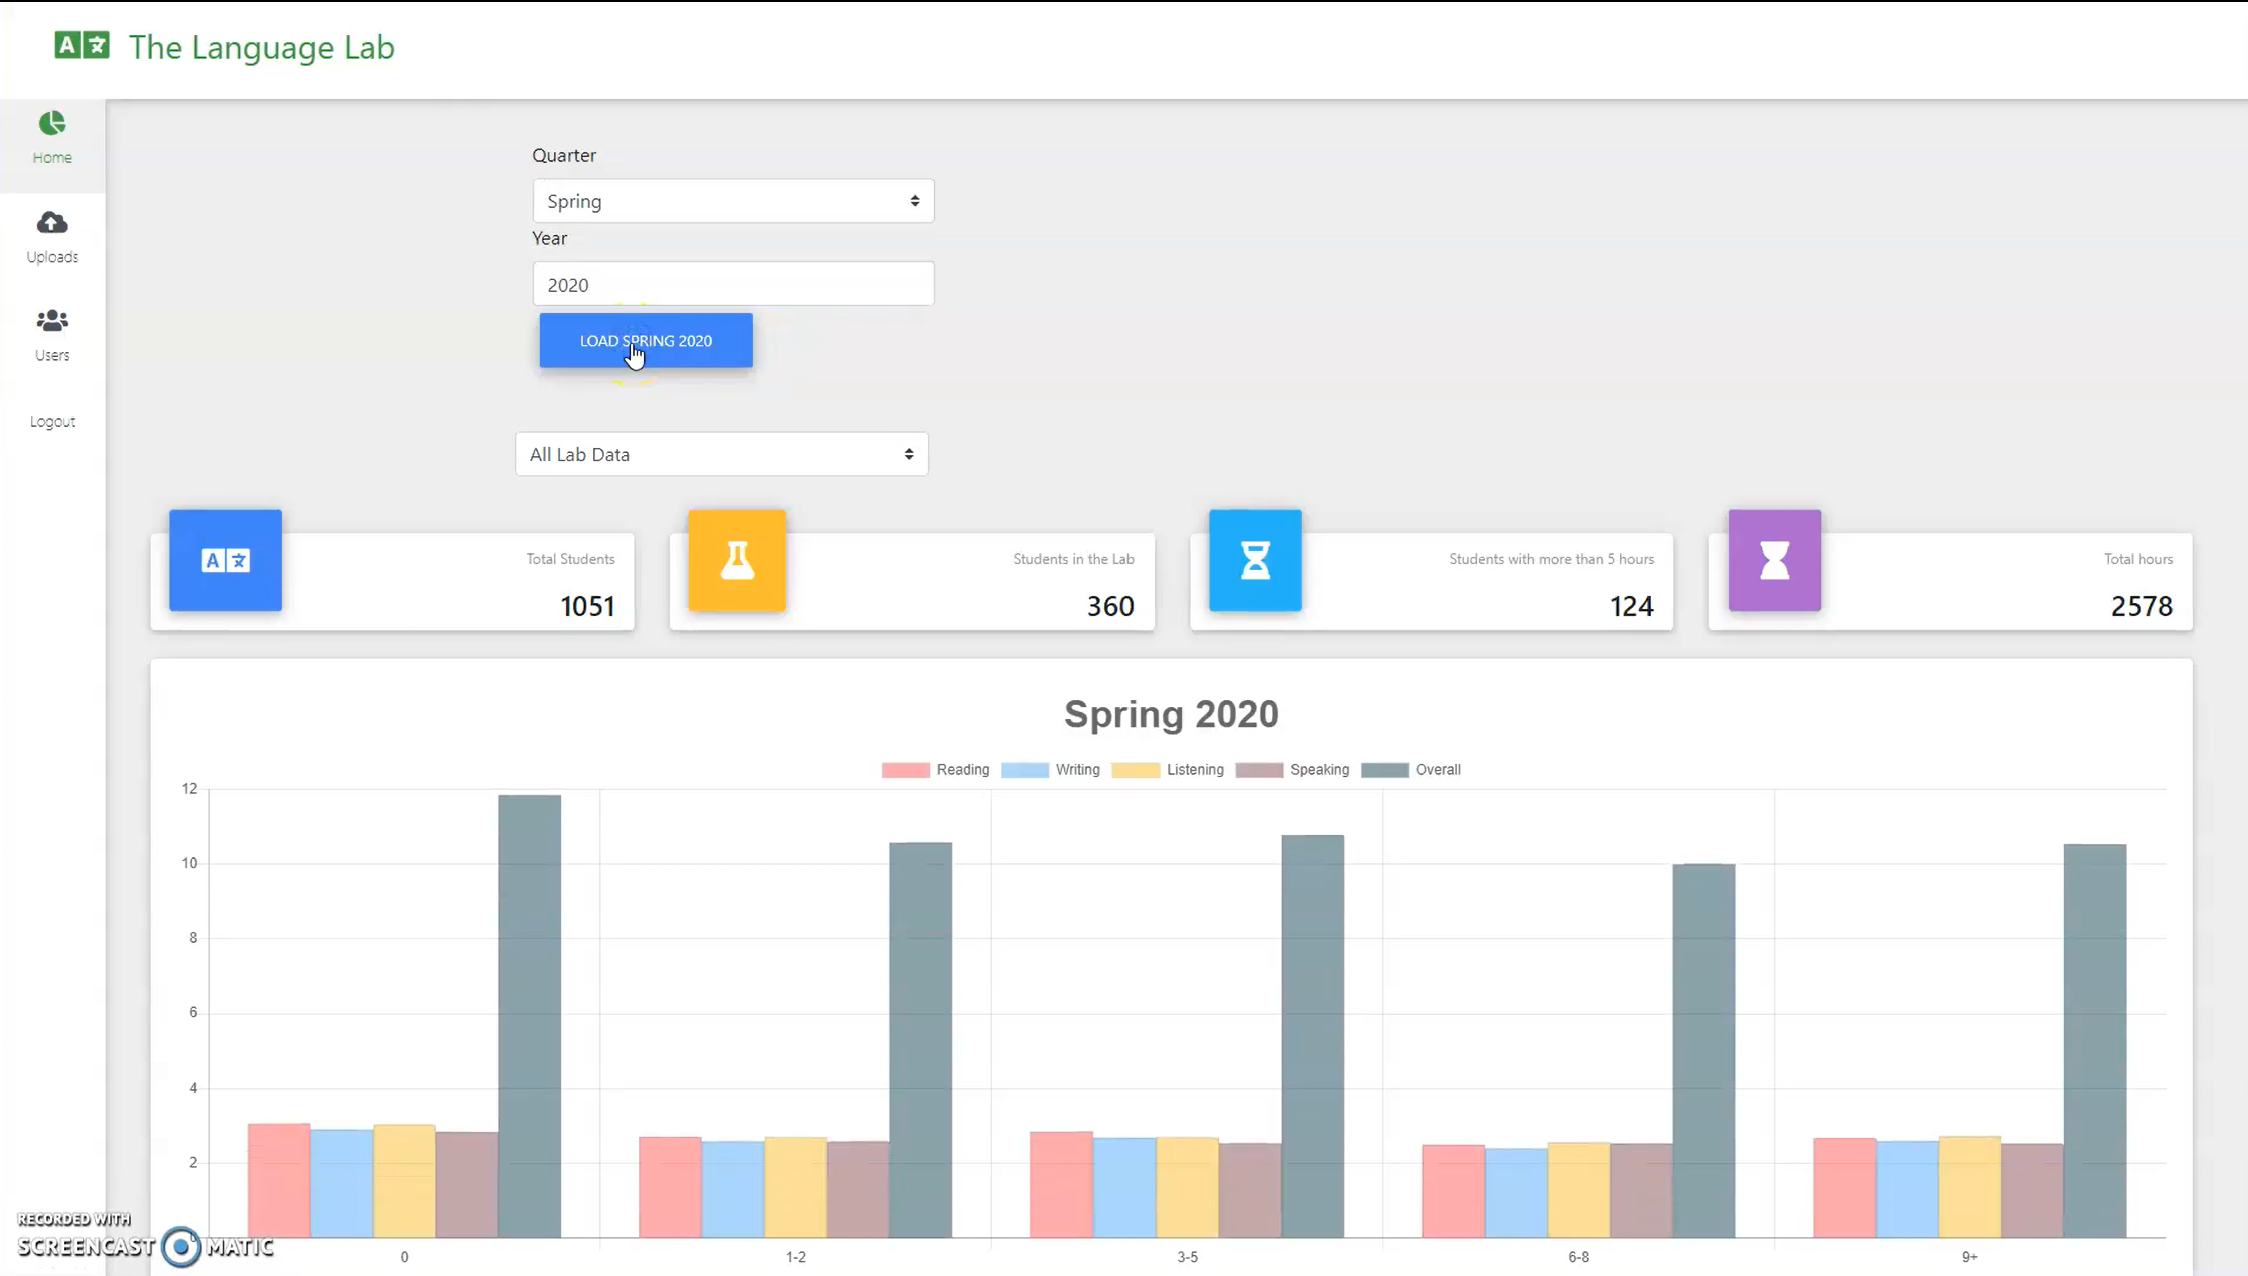 A
The Language Lab
Home
Uploads
Users
Logout
Quarter
Spring
Year
2020
LOAD SPRING 2020
All Lab Data
A
Total Students
1051
Students in the Lab
360
Students with more than 5 hours
124
Total hours
2578
Spring 2020
Reading Writing Listening Speaking Overall
12
10
8
6
4
2
0
0 1-2 3-5 6-8 9+
RECORDED WITH
SCREENCAST MATIC